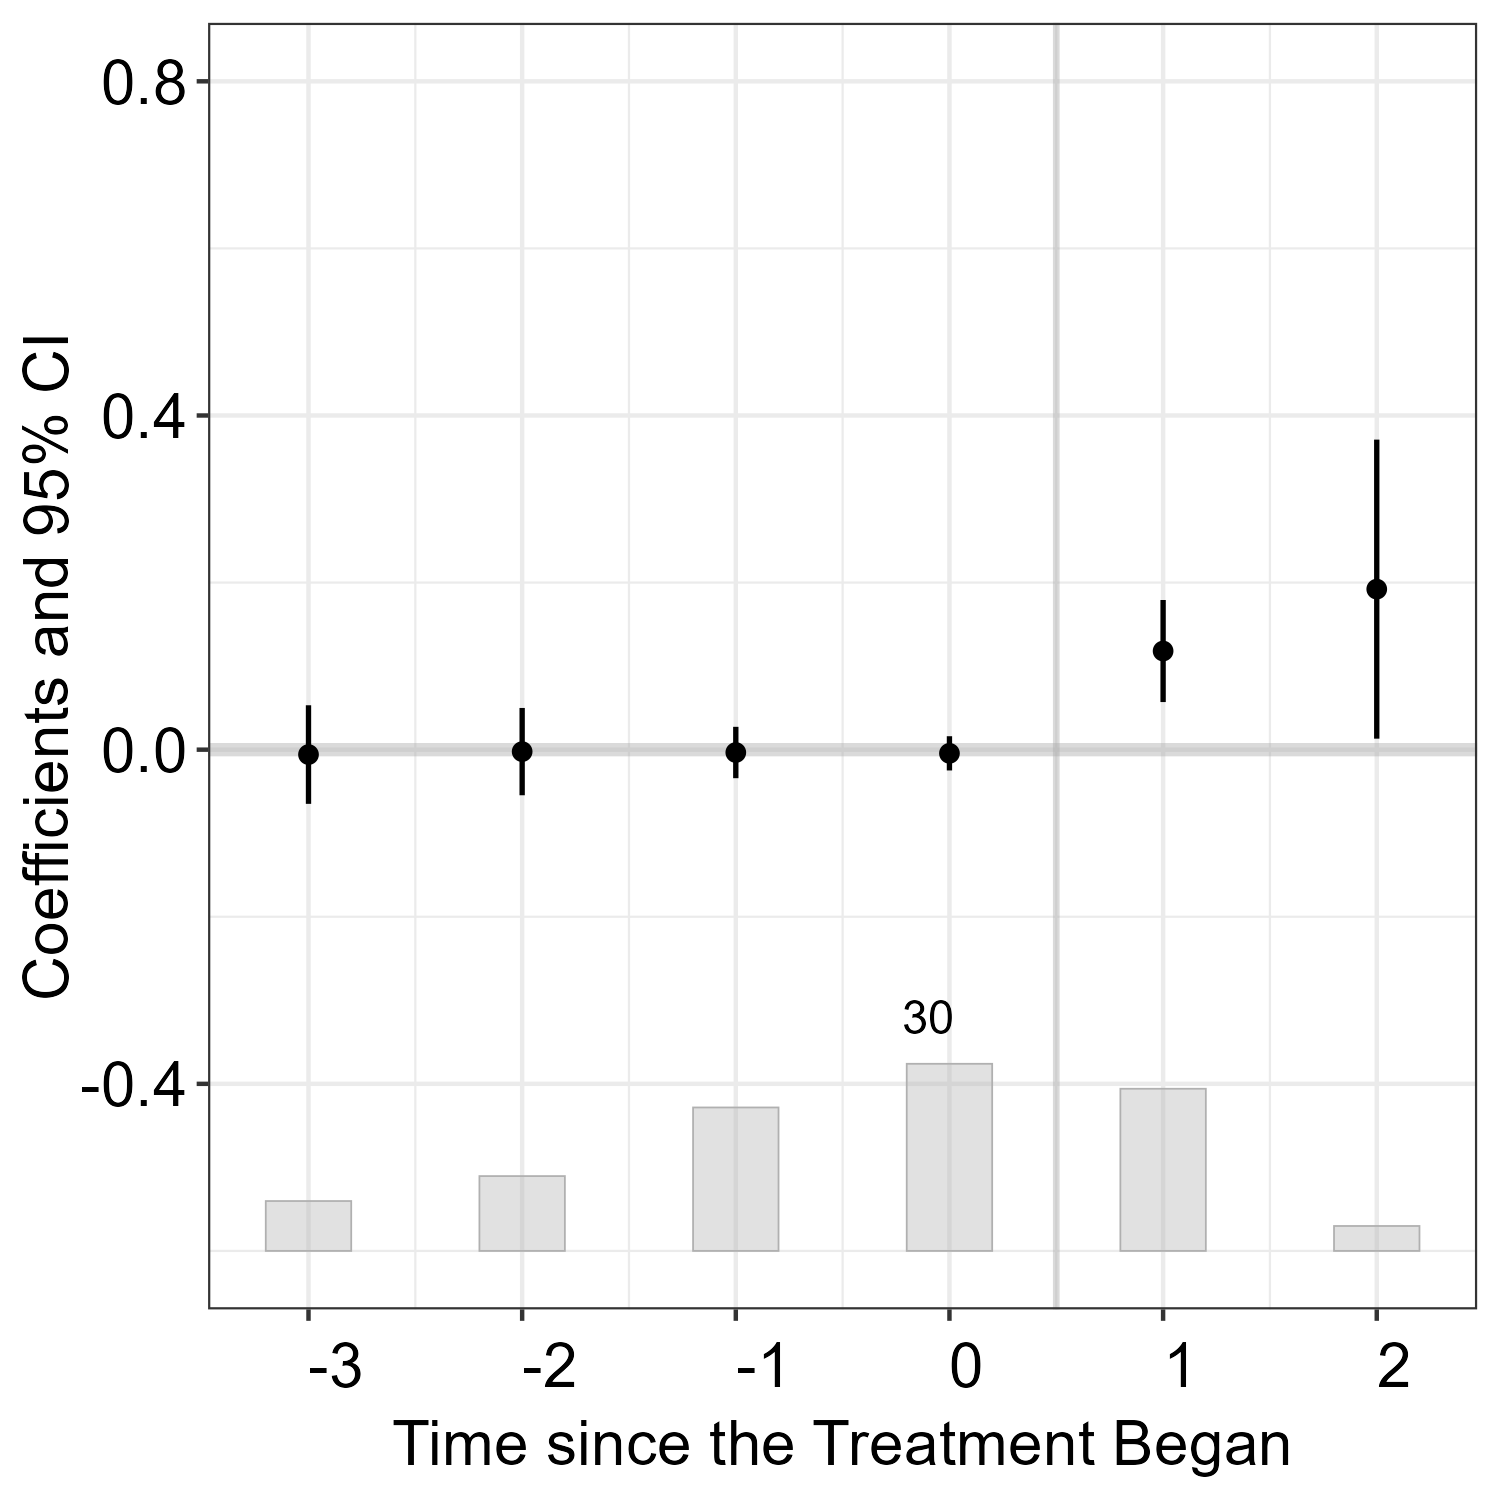 Coefficients and 95% CI
0.8
0.4
0.0
-0.4
30
-3 -2 -1 0 1 2
Time since the Treatment Began